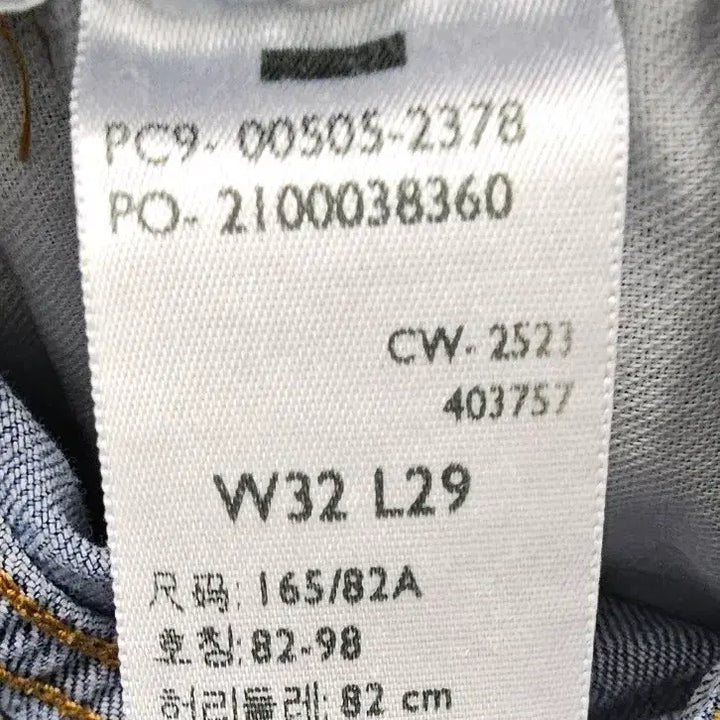 PC9- 00505-2378
PO- 2100038360
CW- 2523
403757
W32 L29
尺码: 165/82A
호칭: 82-98
허리둘레: 82 cm